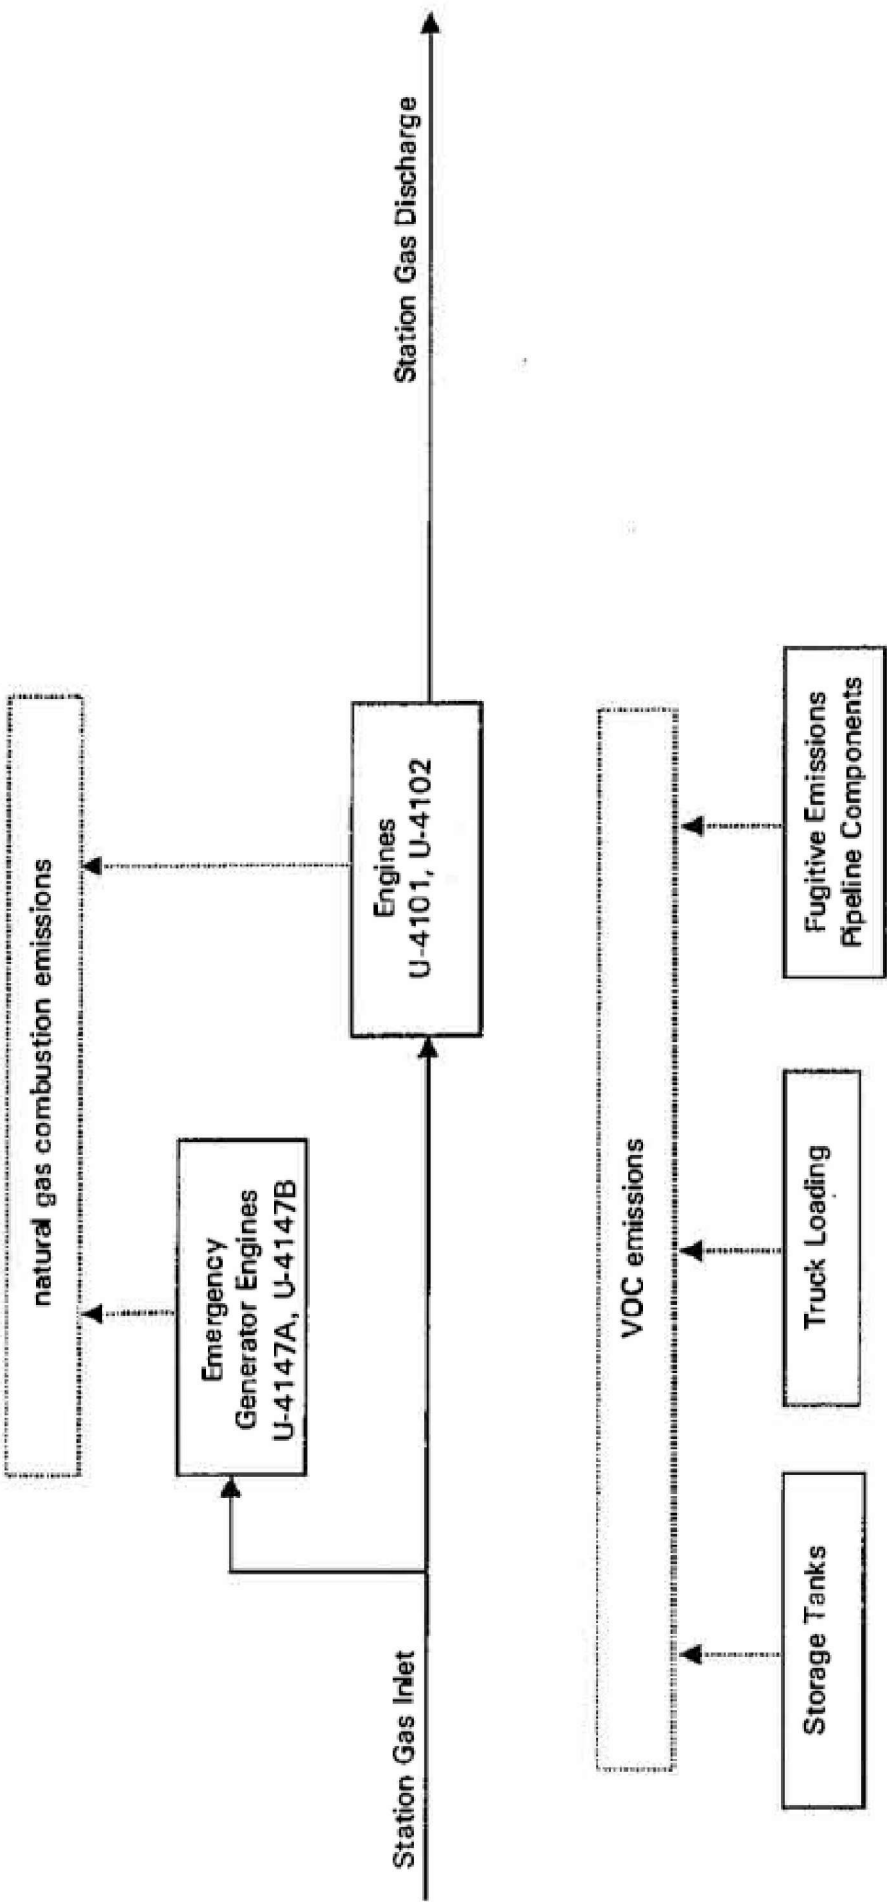 natural gas combustion emissions
Emergency
Generator Engines
U-4147A, U-4147B
Engines
U-4101, U-4102
Station Gas Inlet
Station Gas Discharge
VOC emissions
Storage Tanks
Truck Loading
Fugitive Emissions
Pipeline Components